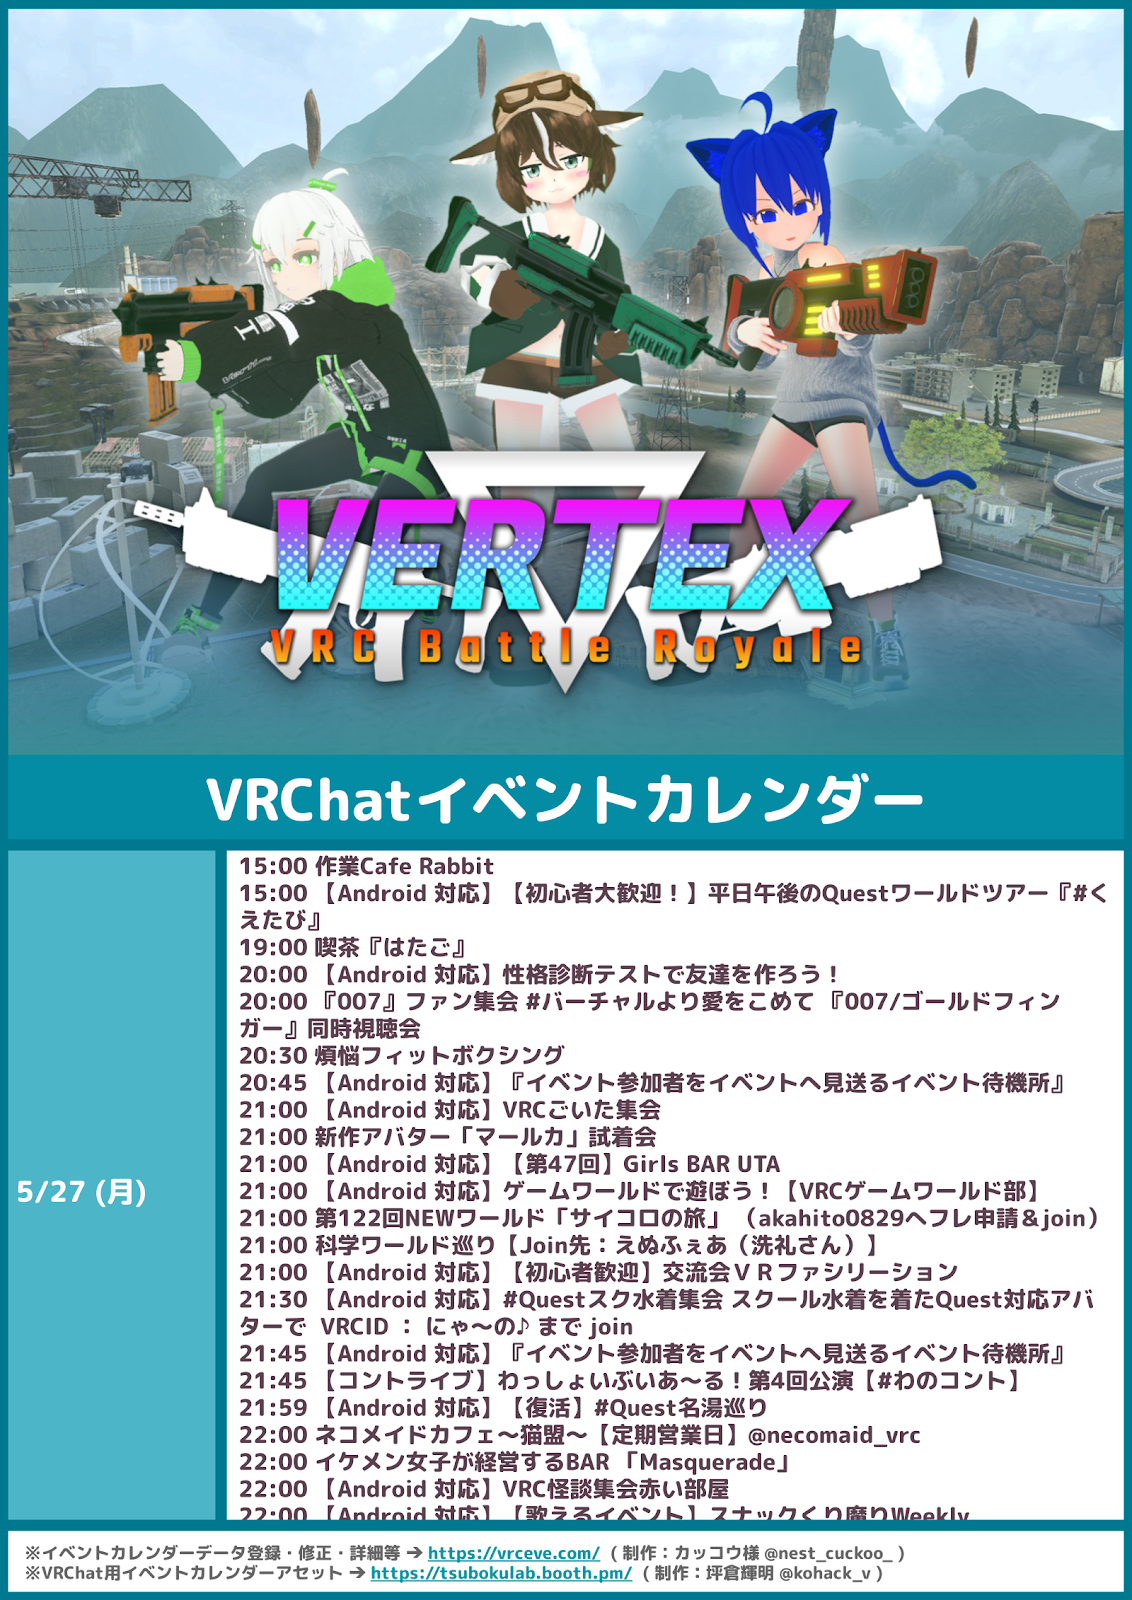 VERTEX
VRC Battle Royale
VRChatイベントカレンダー
5/27 (月)
15:00 作業Cafe Rabbit
15:00 【Android 対応】【初心者大歓迎！】平日午後のQuestワールドツアー『#く
えたび』
19:00 喫茶『はたご』
20:00 【Android 対応】性格診断テストで友達を作ろう！
20:00 『007』ファン集会 #バーチャルより愛をこめて 『007/ゴールドフィン
ガー』同時視聴会
20:30 煩悩フィットボクシング
20:45 【Android 対応】『イベント参加者をイベントへ見送るイベント待機所』
21:00 【Android 対応】VRCごいた集会
21:00 新作アバター「マールカ」試着会
21:00 【Android 対応】【第47回】Girls BAR UTA
21:00 【Android 対応】ゲームワールドで遊ぼう！【VRCゲームワールド部】
21:00 第122回NEWワールド「サイコロの旅」 （akahito0829へフレ申請＆join）
21:00 科学ワールド巡り【Join先：えぬふぇあ（洗礼さん）】
21:00 【Android 対応】【初心者歓迎】交流会ＶＲファシリーション
21:30 【Android 対応】#Questスク水着集会 スクール水着を着たQuest対応アバ
ターで VRCID ： にゃ～の♪ まで join
21:45 【Android 対応】『イベント参加者をイベントへ見送るイベント待機所』
21:45 【コントライブ】わっしょいぶいあ～る！第4回公演【#わのコント】
21:59 【Android 対応】【復活】#Quest名湯巡り
22:00 ネコメイドカフェ～猫盟～【定期営業日】@necomaid_vrc
22:00 イケメン女子が経営するBAR 「Masquerade」
22:00 【Android 対応】VRC怪談集会赤い部屋
22:00 【Android 対応】【歌えるイベント】スナックくり魔りWeekly
※イベントカレンダーデータ登録・修正・詳細等 ➔ https://vrceve.com/ ( 制作：カッコウ様 @nest_cuckoo_ )
※VRChat用イベントカレンダーアセット ➔ https://tsubokulab.booth.pm/ ( 制作：坪倉輝明 @kohack_v )